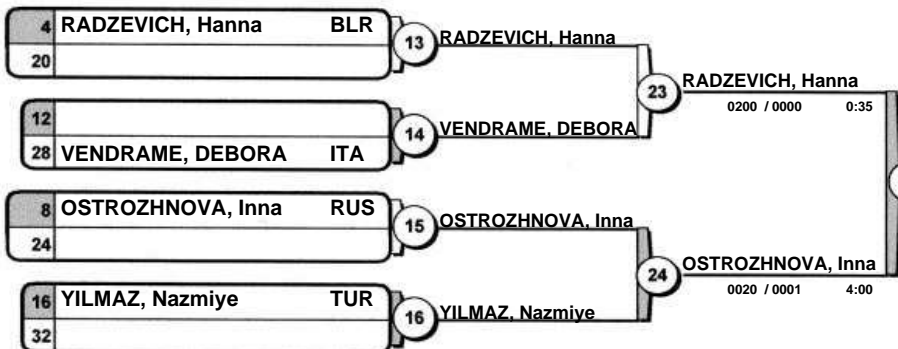 4 RADZEVICH, Hanna BLR
20
13 RADZEVICH, Hanna
12
28 VENDRAME, DEBORA ITA
14 VENDRAME, DEBORA
23 RADZEVICH, Hanna
0200 / 0000 0:35
8 OSTROZHNOVA, Inna RUS
24
15 OSTROZHNOVA, Inna
16 YILMAZ, Nazmiye TUR
32
16 YILMAZ, Nazmiye
24 OSTROZHNOVA, Inna
0020 / 0001 4:00